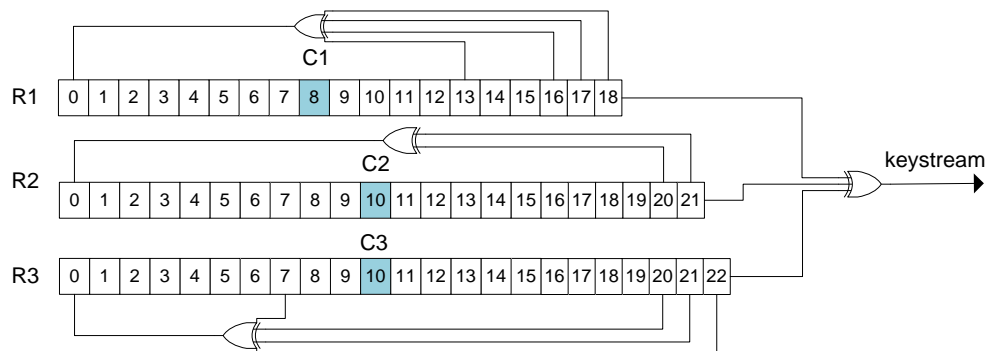 C1
R1 0 1 2 3 4 5 6 7 8 9 10 11 12 13 14 15 16 17 18
keystream
C2
R2 0 1 2 3 4 5 6 7 8 9 10 11 12 13 14 15 16 17 18 19 20 21
C3
R3 0 1 2 3 4 5 6 7 8 9 10 11 12 13 14 15 16 17 18 19 20 21 22